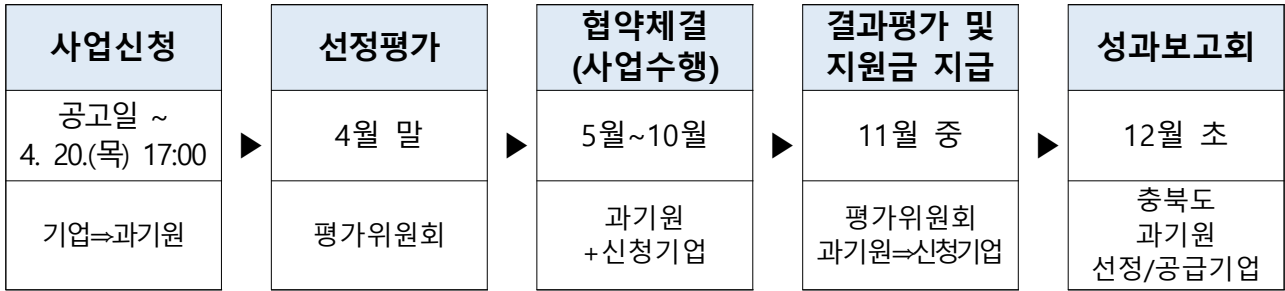 사업신청
공고일 ~
4. 20.(목) 17:00
기업⇒과기원
▶
선정평가
4월 말
평가위원회
▶
협약체결
(사업수행)
5월~10월
과기원
+신청기업
▶
결과평가 및
지원금 지급
11월 중
평가위원회
과기원⇒신청기업
▶
성과보고회
12월 초
충북도
과기원
선정/공급기업